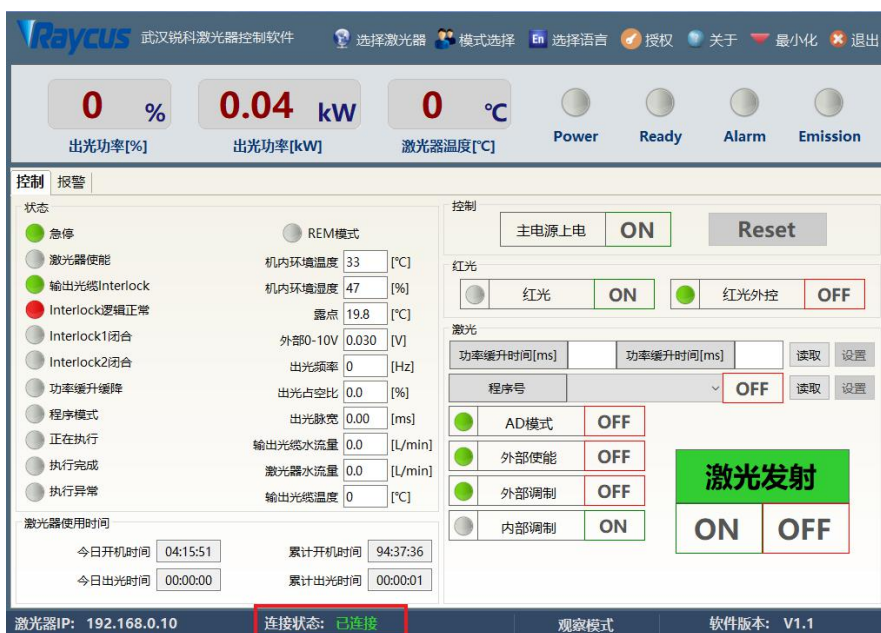 Raycus 武汉锐科激光器控制软件 选择激光器 模式选择 En 选择语言 授权 关于 最小化 退出
0 % 0.04 kW 0 ℃
出光功率[%] 出光功率[kW] 激光器温度[℃] Power Ready Alarm Emission
控制 报警
状态
急停 REM模式
激光器使能 机内环境温度 33 [℃]
输出光缆Interlock 机内环境湿度 47 [%]
Interlock逻辑正常 露点 19.8 [℃]
Interlock1闭合 外部0-10V 0.030 [V]
Interlock2闭合 出光频率 0 [Hz]
功率缓升缓降 出光占空比 0.0 [%]
程序模式 出光脉宽 0.00 [ms]
正在执行 输出光缆水流量 0.0 [L/min]
执行完成 激光器水流量 0.0 [L/min]
执行异常 输出光缆温度 0 [℃]
激光器使用时间
今日开机时间 04:15:51 累计开机时间 94:37:36
今日出光时间 00:00:00 累计出光时间 00:00:01
控制
主电源上电 ON Reset
红光
红光 ON 红光外控 OFF
激光
功率缓升时间[ms] 功率缓升时间[ms] 读取 设置
程序号 OFF 读取 设置
AD模式 OFF
外部使能 OFF
外部调制 OFF
内部调制 ON
激光发射
ON OFF
激光器IP: 192.168.0.10 连接状态: 已连接 观察模式 软件版本: V1.1